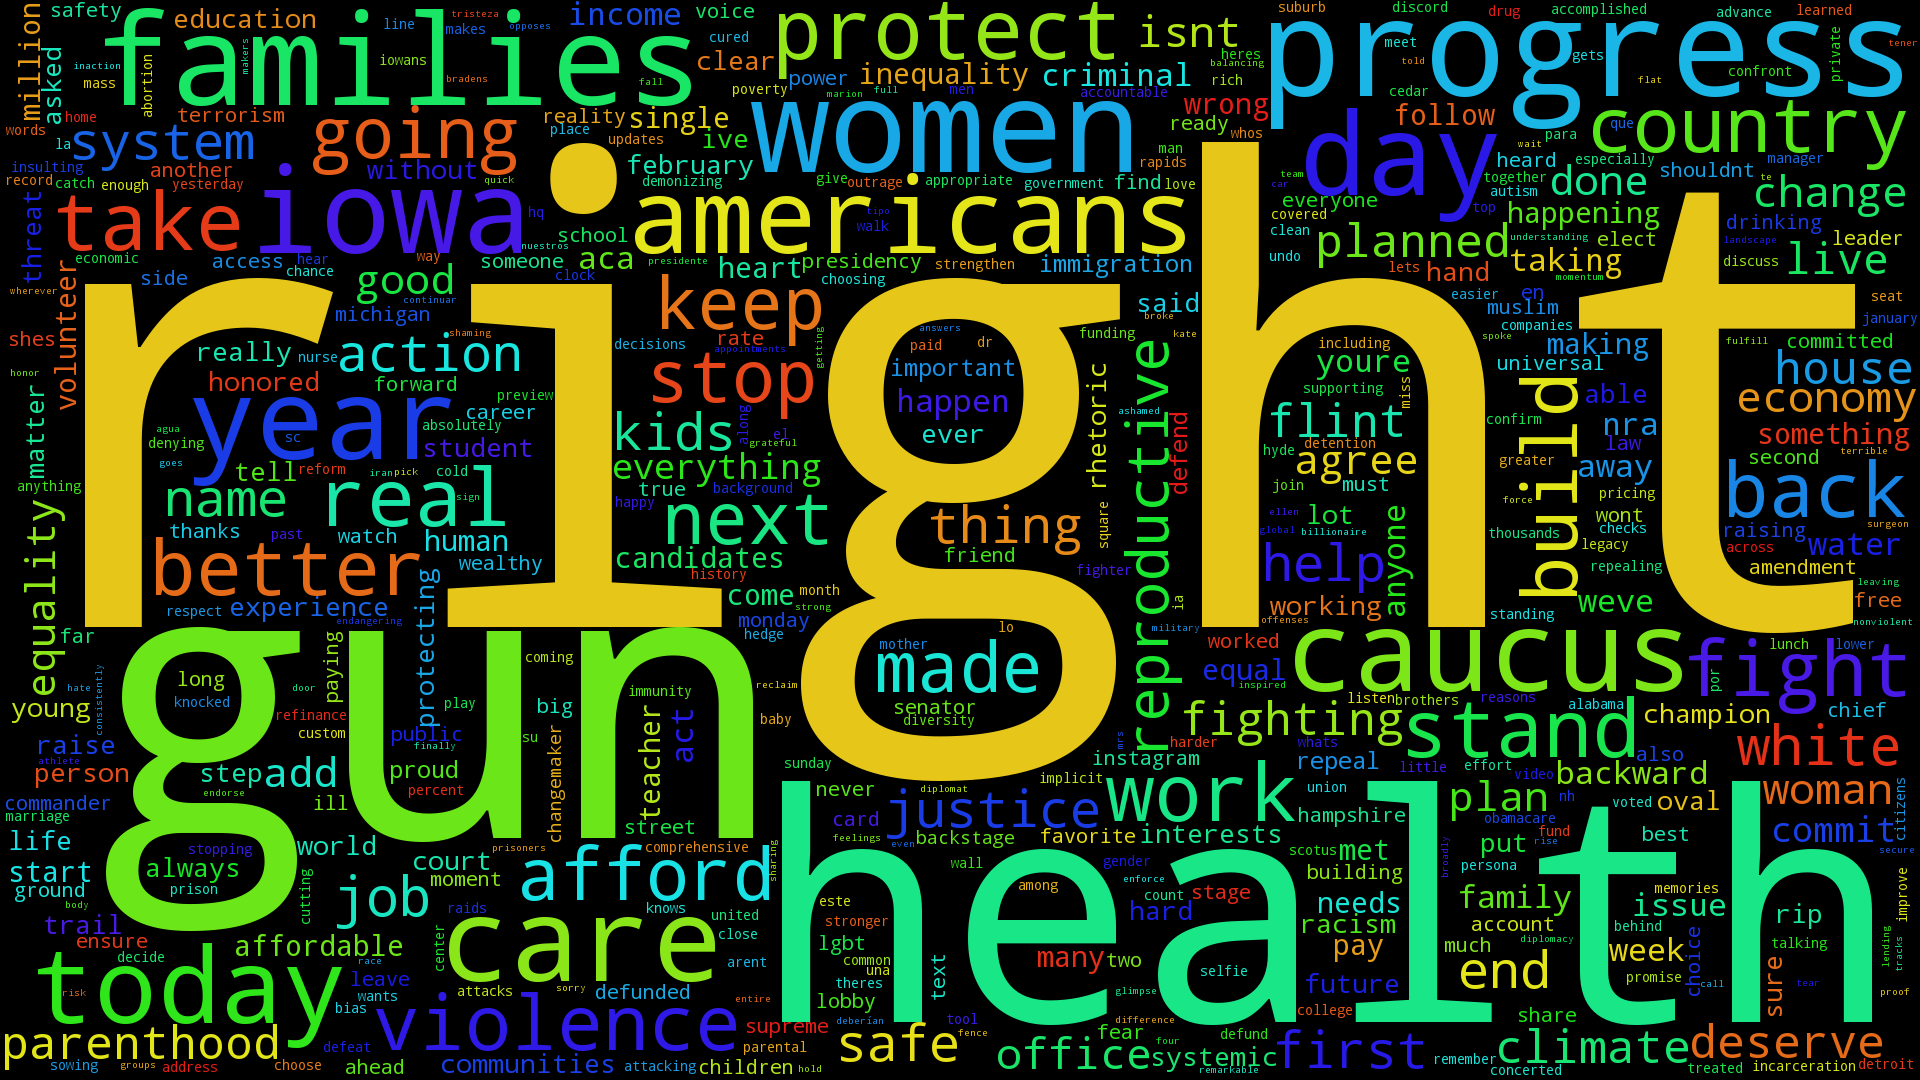 safety
education
families
tristeza
line
makes
opposes
income
voice
protect
isnt
suburb
discord
drug
accomplished
advance
learned
million
asked
makers
iowans
inaction
mass
abortion
bradens
fall
cured
clear
heres
balancing
progress
meet
gets
told
flat
confront
private
tener
power
inequality
criminal
rich
poverty
marion
full
men
accountable
cedar
words
home
terrorism
la
system
going
reality
single
place
updates
ive
women
wrong
ready
whos
follow
day
para
que
country
insulting
another
without
february
man
rapids
wait
heard
especially
shouldnt
manager
record
catch
enough
yesterday
quick
demonizing
give
outrage
appropriate
government
find
love
team
car
together
autism
done
te
change
threat
take
iowa
hq
nuestros
school
americans
tipo
walk
everyone
covered
clean
top
happening
drinking
understanding
elect
landscape
leader
planned
economic
hear
access
chance
way
someone
aca
presidente
strengthen
immigration
undo
lets
hand
taking
momentum
discuss
live
side
clock
heart
presidency
choosing
wherever
volunteer
good
continuar
michigan
keep
said
easier
en
muslim
seat
january
right
shes
really
nurse
action
shaming
decisions
rate
appointments
getting
answers
paid
dr
funding
broke
kate
including
spoke
companies
making
fulfill
committed
honor
honored
forward
preview
stop
important
rhetoric
reproductive
youre
universal
house
matter
year
career
absolutely
supporting
miss
build
able
economy
happen
ashamed
agua
denying
sc
student
kids
along
el
grateful
ever
defend
flint
confirm
nra
law
something
goes
tell
reform
iran
pick
cold
everything
hyde
detention
agree
greater
away
second
terrible
anything
name
real
sign
true
background
happy
join
must
force
pricing
back
equality
thanks
past
watch
human
next
thing
square
ellen
lot
global
billionaire
anyone
thousands
wont
checks
surgeon
legacy
raising
across
water
better
protecting
wealthy
candidates
history
friend
fighter
help
repealing
amendment
leaving
respect
experience
endangering
come
month
strong
ia
working
offenses
standing
weve
free
nonviolent
far
monday
hedge
lo
military
worked
caucus
lunch
lower
gun
paying
coming
mother
made
equal
inspired
por
fight
long
knocked
door
immunity
reclaim
listen
brothers
reasons
hate
consistently
young
refinance
custom
play
big
baby
senator
diversity
fighting
stand
alabama
champion
chief
raise
athlete
public
finally
su
changemaker
teacher
act
mrs
harder
whats
also
white
person
step
add
proud
percent
sunday
implicit
instagram
repeal
little
effort
video
backward
commander
endorse
ill
never
diplomat
work
union
plan
nh
oval
woman
citizens
marriage
life
stopping
world
street
card
feelings
justice
backstage
even
favorite
interests
hampshire
obamacare
voted
commit
start
always
court
prisoners
comprehensive
sharing
wall
gender
scotus
met
broadly
put
fund
rise
best
secure
ground
prison
body
cutting
job
moment
afford
health
among
enforce
count
stage
building
persona
family
memories
improve
trail
raids
knows
este
united
stronger
hard
needs
racism
account
issue
behind
rip
ensure
decide
affordable
center
care
close
lgbt
common
many
two
selfie
pay
much
diplomacy
week
choice
talking
lending
tracks
today
race
leave
arent
una
theres
text
glimpse
future
end
promise
call
sure
tear
proof
risk
wants
bias
attacks
sorry
defunded
entire
lobby
college
share
parenthood
violence
supreme
deberian
tool
difference
fear
defund
defeat
parental
safe
fence
four
office
systemic
first
remember
climate
deserve
sowing
groups
address
choose
ahead
communities
attacking
children
hold
remarkable
concerted
treated
incarceration
detroit